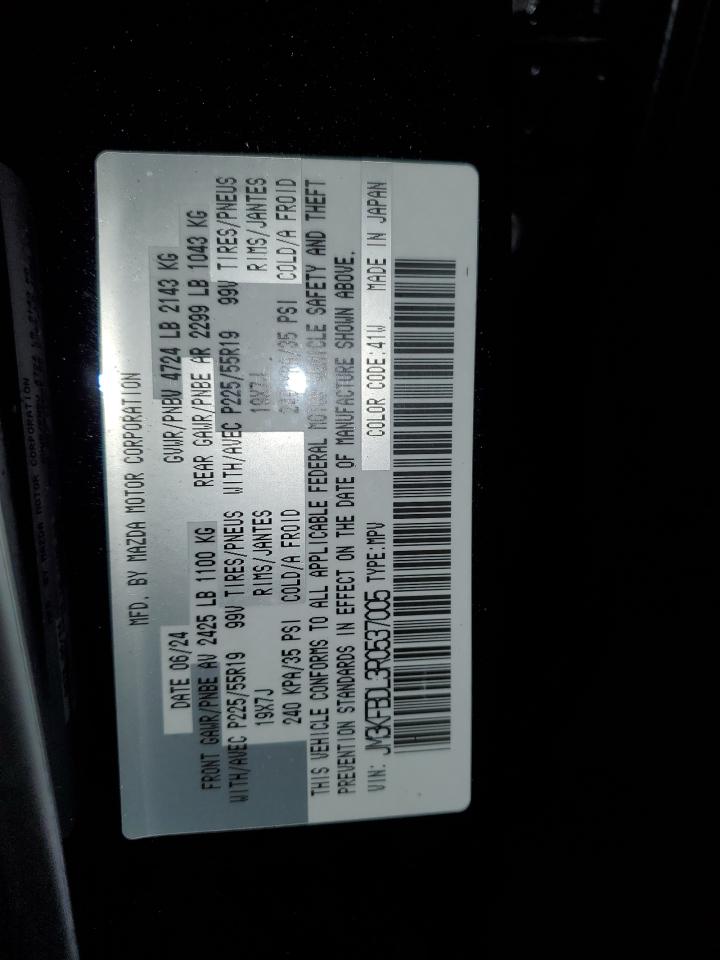 MFD. BY MAZDA MOTOR CORPORATION
DATE 06/24 GVWR/PNBV 4724 LB 2143 KG
FRONT GAWR/PNBE AV 2425 LB 1100 KG REAR GAWR/PNBE AR 2299 LB 1043 KG
WITH/AVEC P225/55R19 99V TIRES/PNEUS WITH/AVEC P225/55R19 99V TIRES/PNEUS
19X7J RIMS/JANTES 19X7J RIMS/JANTES
240 KPA/35 PSI COLD/A FROID /35 PSI COLD/A FROID
THIS VEHICLE CONFORMS TO ALL APPLICABLE FEDERAL MOTOR VEHICLE SAFETY AND THEFT
PREVENTION STANDARDS IN EFFECT ON THE DATE OF MANUFACTURE SHOWN ABOVE.
VIN: JM3KFBDL3R0537005 TYPE:MPV COLOR CODE:41W MADE IN JAPAN